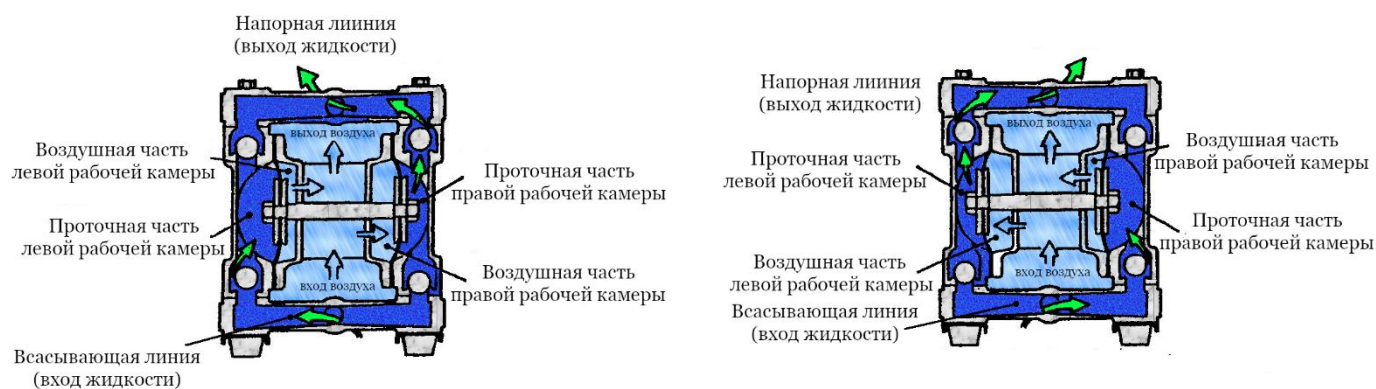 Напорная лииния
(выход жидкости)
выход воздуха
Воздушная часть
левой рабочей камеры
Проточная часть
правой рабочей камеры
Проточная часть
левой рабочей камеры
Воздушная часть
правой рабочей камеры
вход воздуха
Всасывающая линия
(вход жидкости)
Напорная лииния
(выход жидкости)
выход воздуха
Воздушная часть
правой рабочей камеры
Проточная часть
левой рабочей камеры
Проточная часть
правой рабочей камеры
Воздушная часть
левой рабочей камеры
вход воздуха
Всасывающая линия
(вход жидкости)